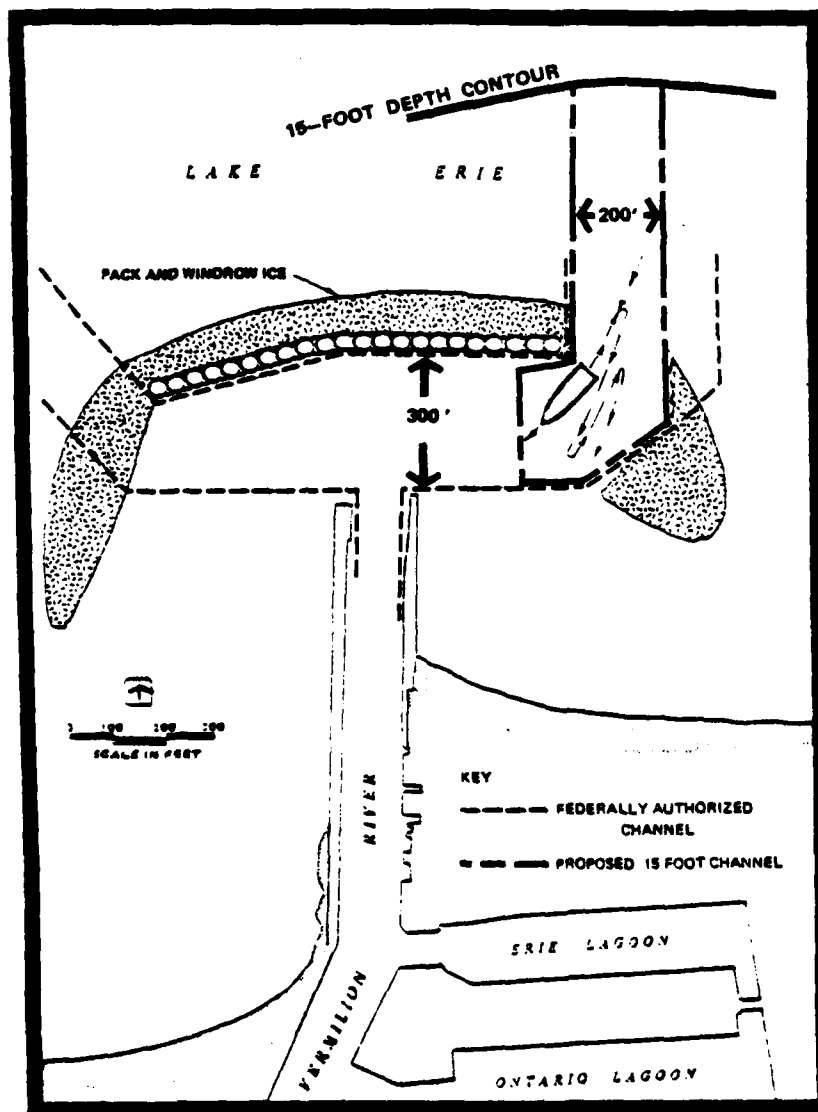 15-FOOT DEPTH CONTOUR
LAKE ERIE
200'
PACK AND WINDROW ICE
300'
SCALE IN FEET
KEY
FEDERALLY AUTHORIZED
CHANNEL
PROPOSED 15 FOOT CHANNEL
RIVER
VERMILION
ERIE LAGOON
ONTARIO LAGOON